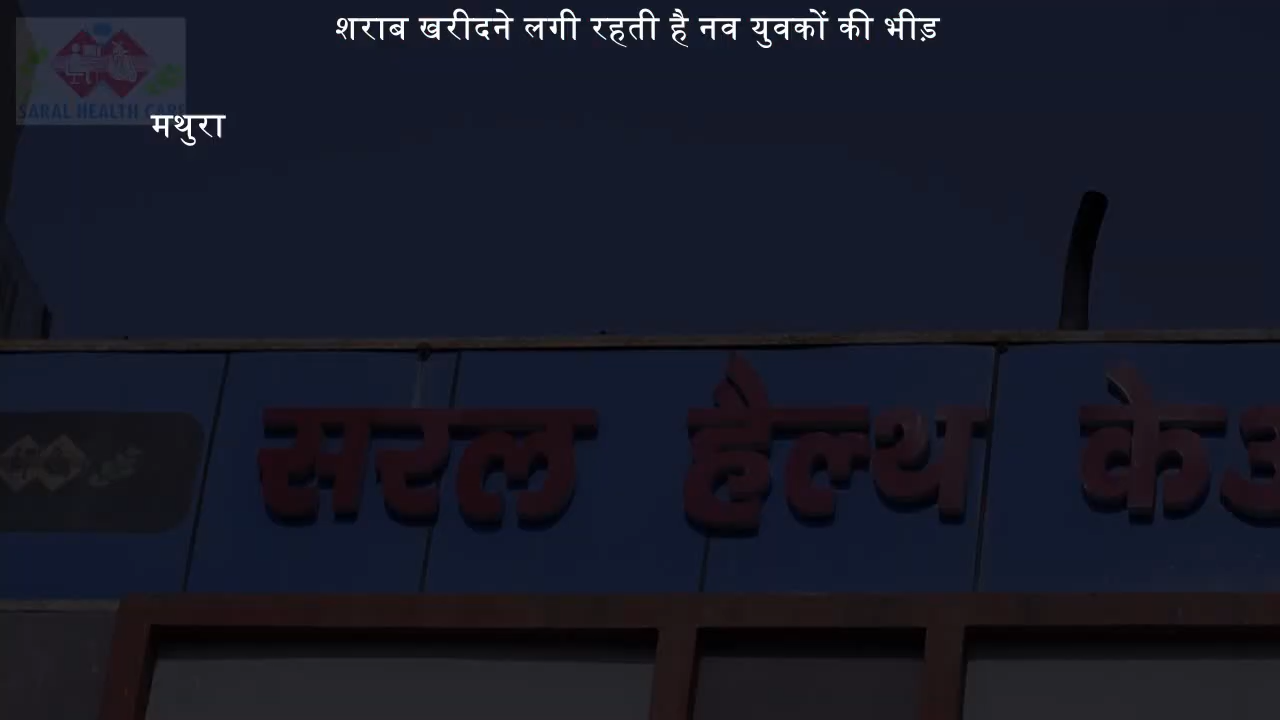 शराब खरीदने लगी रहती है नव युवकों की भीड़
SARAL HEALTH CARE
मथुरा
सरल हैल्थ केअ